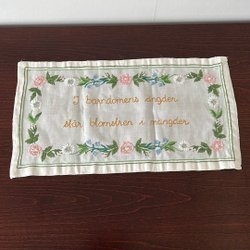 I barndomens ängder
står blomstren i mängder